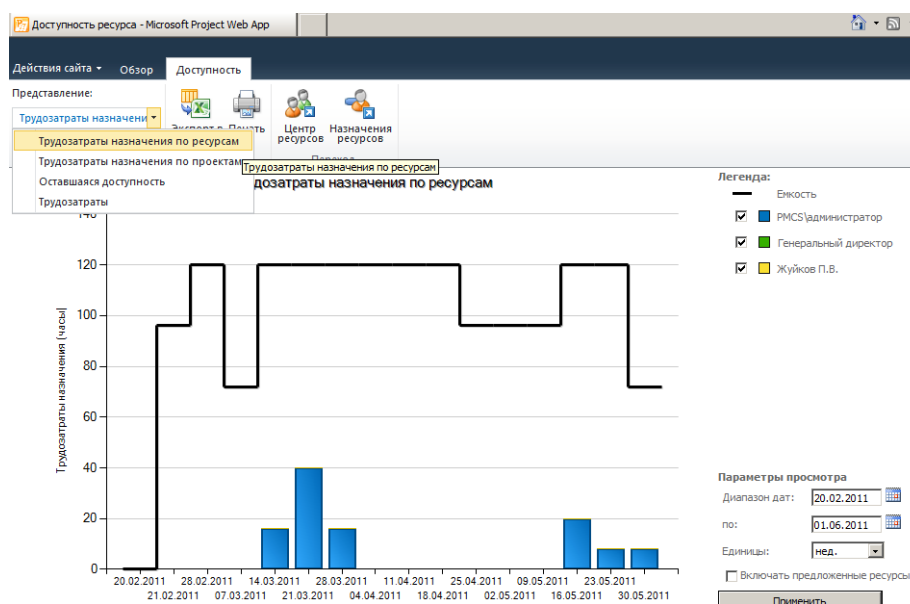 Доступность ресурса - Microsoft Project Web App
Действия сайта Обзор Доступность
Представление:
Трудозатраты назначени
Экспорт в Печать Центр ресурсов Назначения ресурсов
Переход
Трудозатраты назначения по ресурсам
Трудозатраты назначения по проектам
Оставшаяся доступность
Трудозатраты
Трудозатраты назначения по ресурсам
дозатраты назначения по ресурсам
Легенда:
Емкость
PMCS\администратор
Генеральный директор
Жуйков П.В.
Трудозатраты назначения (часы)
140
120
100
80
60
40
20
0
20.02.2011 28.02.2011 14.03.2011 28.03.2011 11.04.2011 25.04.2011 09.05.2011 23.05.2011
21.02.2011 07.03.2011 21.03.2011 04.04.2011 18.04.2011 02.05.2011 16.05.2011 30.05.2011
Параметры просмотра
Диапазон дат: 20.02.2011
по: 01.06.2011
Единицы: нед.
Включать предложенные ресурсы
Применить